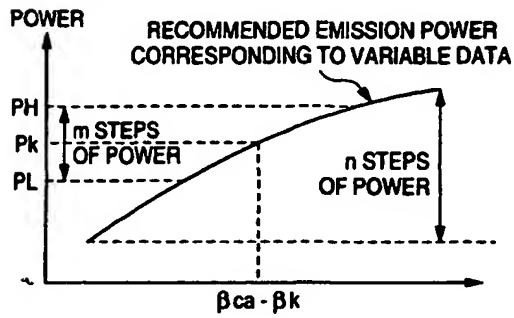 POWER
RECOMMENDED EMISSION POWER
CORRESPONDING TO VARIABLE DATA
PH
Pk
PL
m STEPS
OF POWER
n STEPS
OF POWER
βca - βk